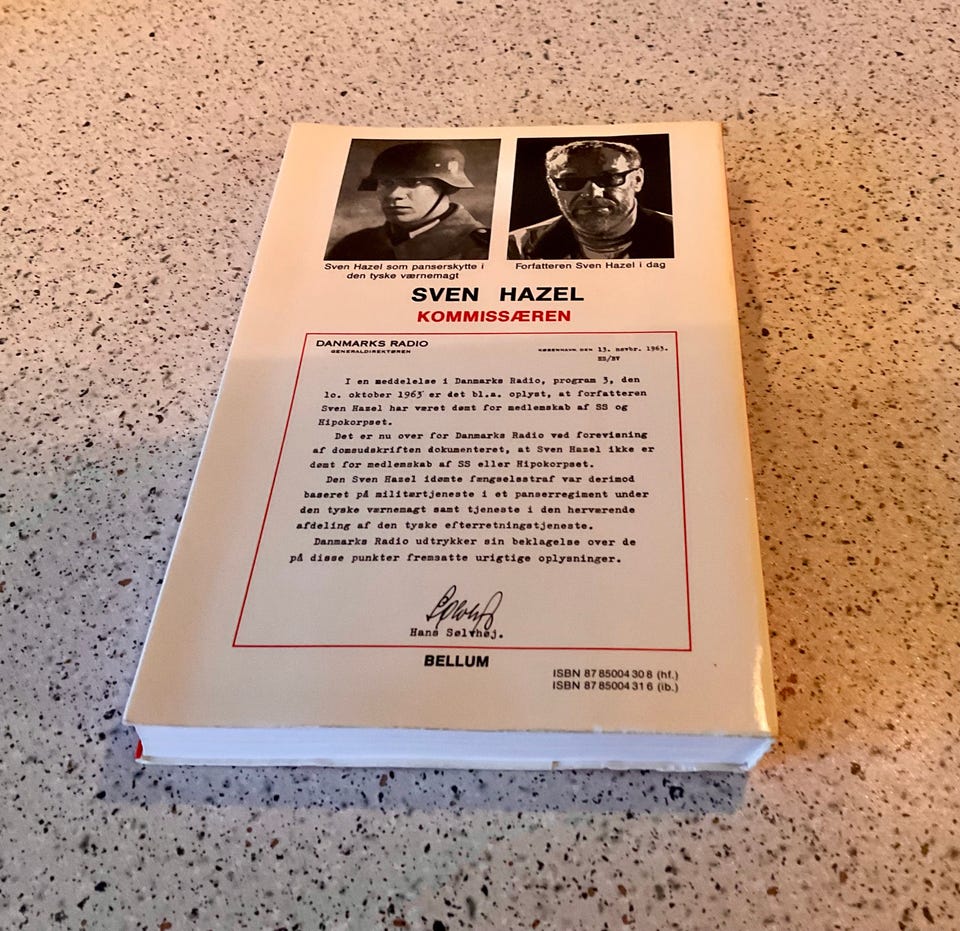 Sven Hazel som panserskytte i
den tyske værnemagt
Forfatteren Sven Hazel i dag
SVEN HAZEL
KOMMISSÆREN
DANMARKS RADIO
GENERALDIREKTØREN
KØBENHAVN DEN 13. novbr. 1963.
HS/BV
I en meddelelse i Danmarks Radio, program 3, den
lo. oktober 1963 er det bl.a. oplyst, at forfatteren
Sven Hazel har været dømt for medlemskab af SS og
Hipokorpset.
Det er nu over for Danmarks Radio ved forevisning
af domsudskriften dokumenteret, at Sven Hazel ikke er
dømt for medlemskab af SS eller Hipokorpset.
Den Sven Hazel idømte fængselsstraf var derimod
baseret på militærtjeneste i et panserregiment under
den tyske værnemagt samt tjeneste i den herværende
afdeling af den tyske efterretningstjeneste.
Danmarks Radio udtrykker sin beklagelse over de
på disse punkter fremsatte urigtige oplysninger.
Hans Sølvhøj.
BELLUM
ISBN 87 85004 30 8 (hf.)
ISBN 87 85004 31 6 (ib.)